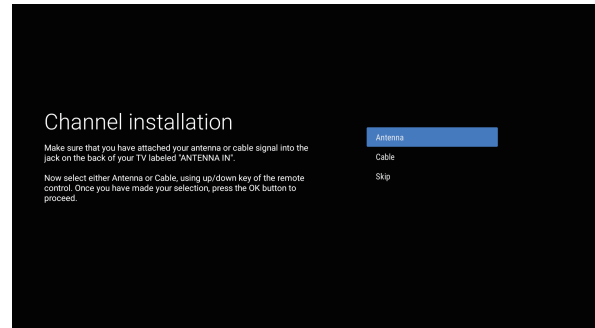 Channel installation
Make sure that you have attached your antenna or cable signal into the
jack on the back of your TV labeled "ANTENNA IN".
Now select either Antenna or Cable, using up/down key of the remote
control. Once you have made your selection, press the OK button to
proceed.
Antenna
Cable
Skip